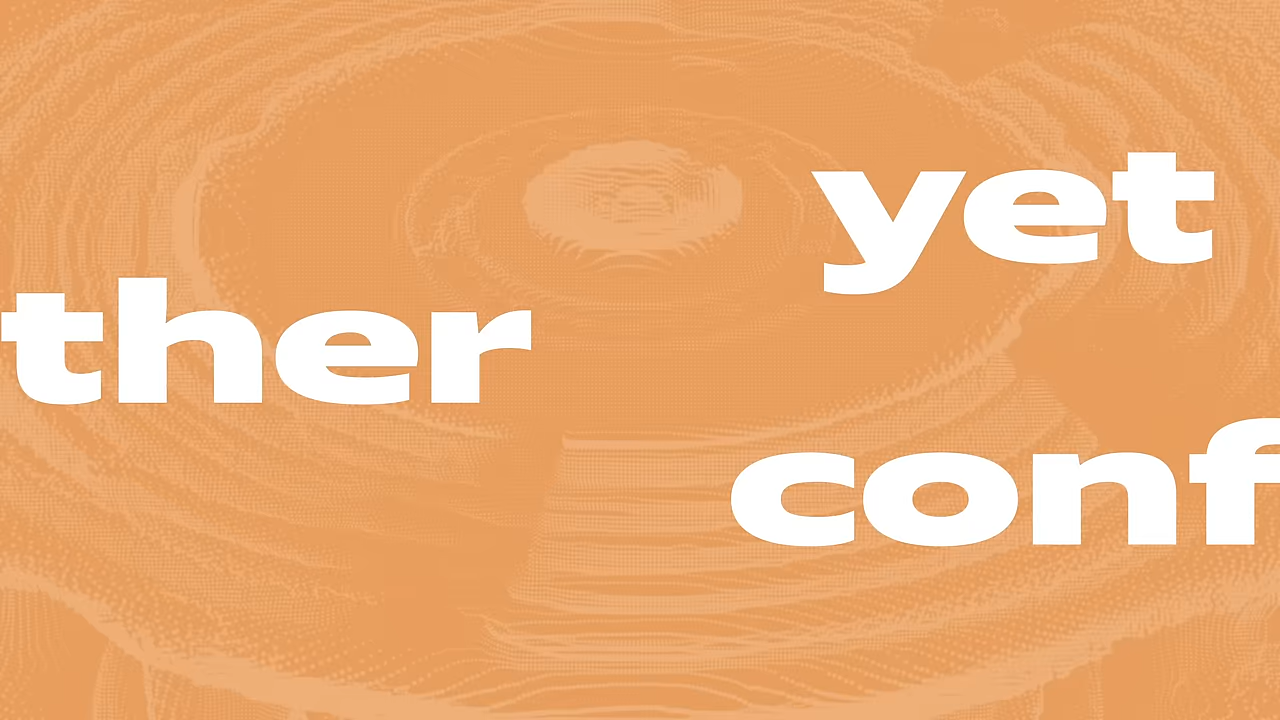 yet
ther
conf